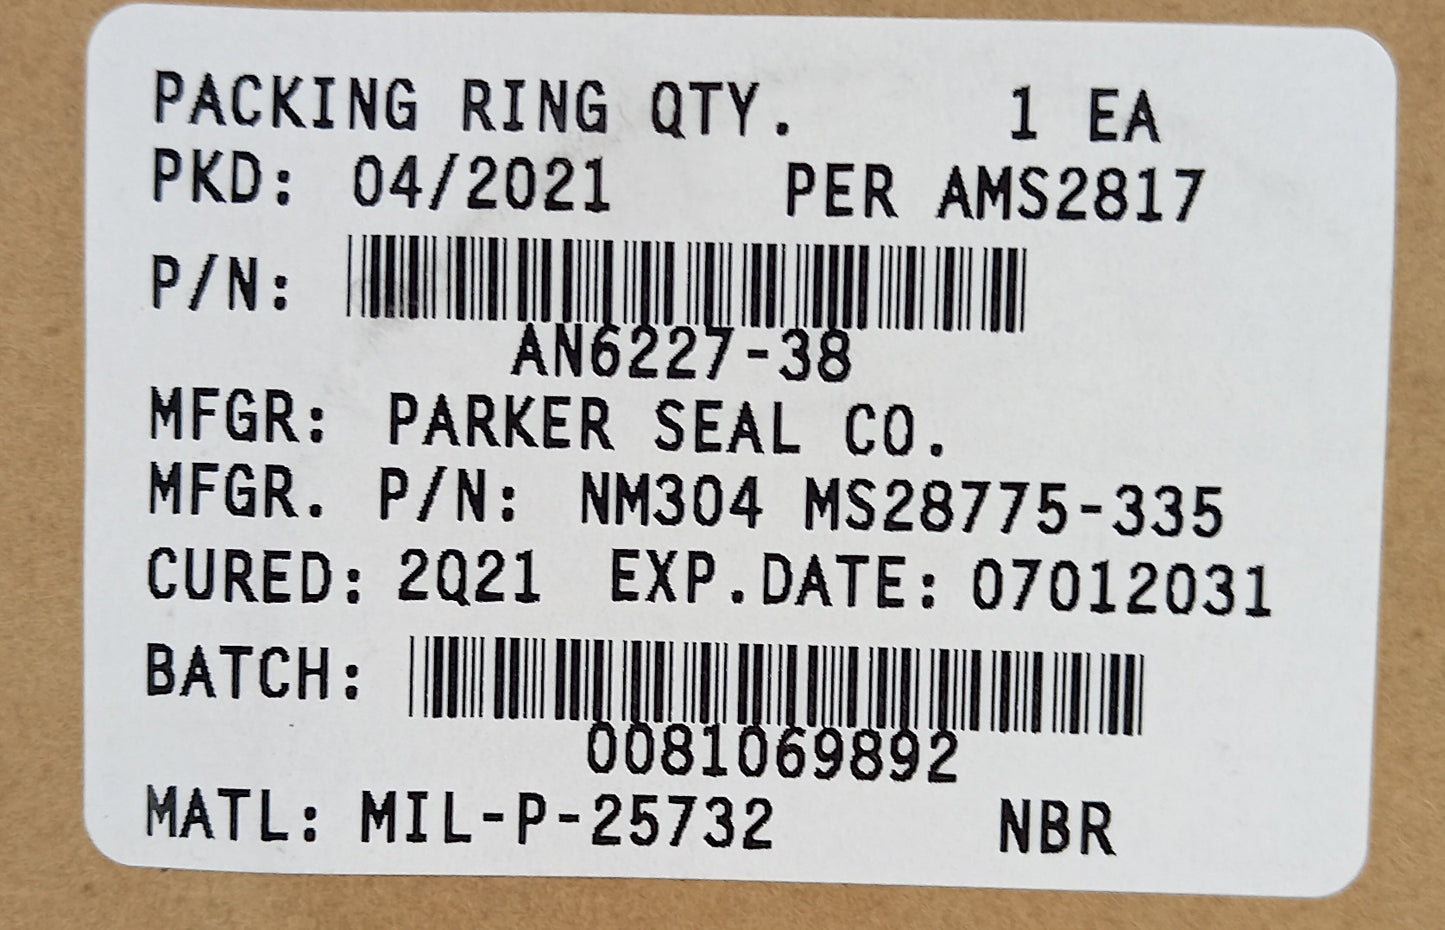 PACKING RING QTY. 1 EA
PKD: 04/2021 PER AMS2817
P/N:
AN6227-38
MFGR: PARKER SEAL CO.
MFGR. P/N: NM304 MS28775-335
CURED: 2Q21 EXP.DATE: 07012031
BATCH:
0081069892
MATL: MIL-P-25732 NBR